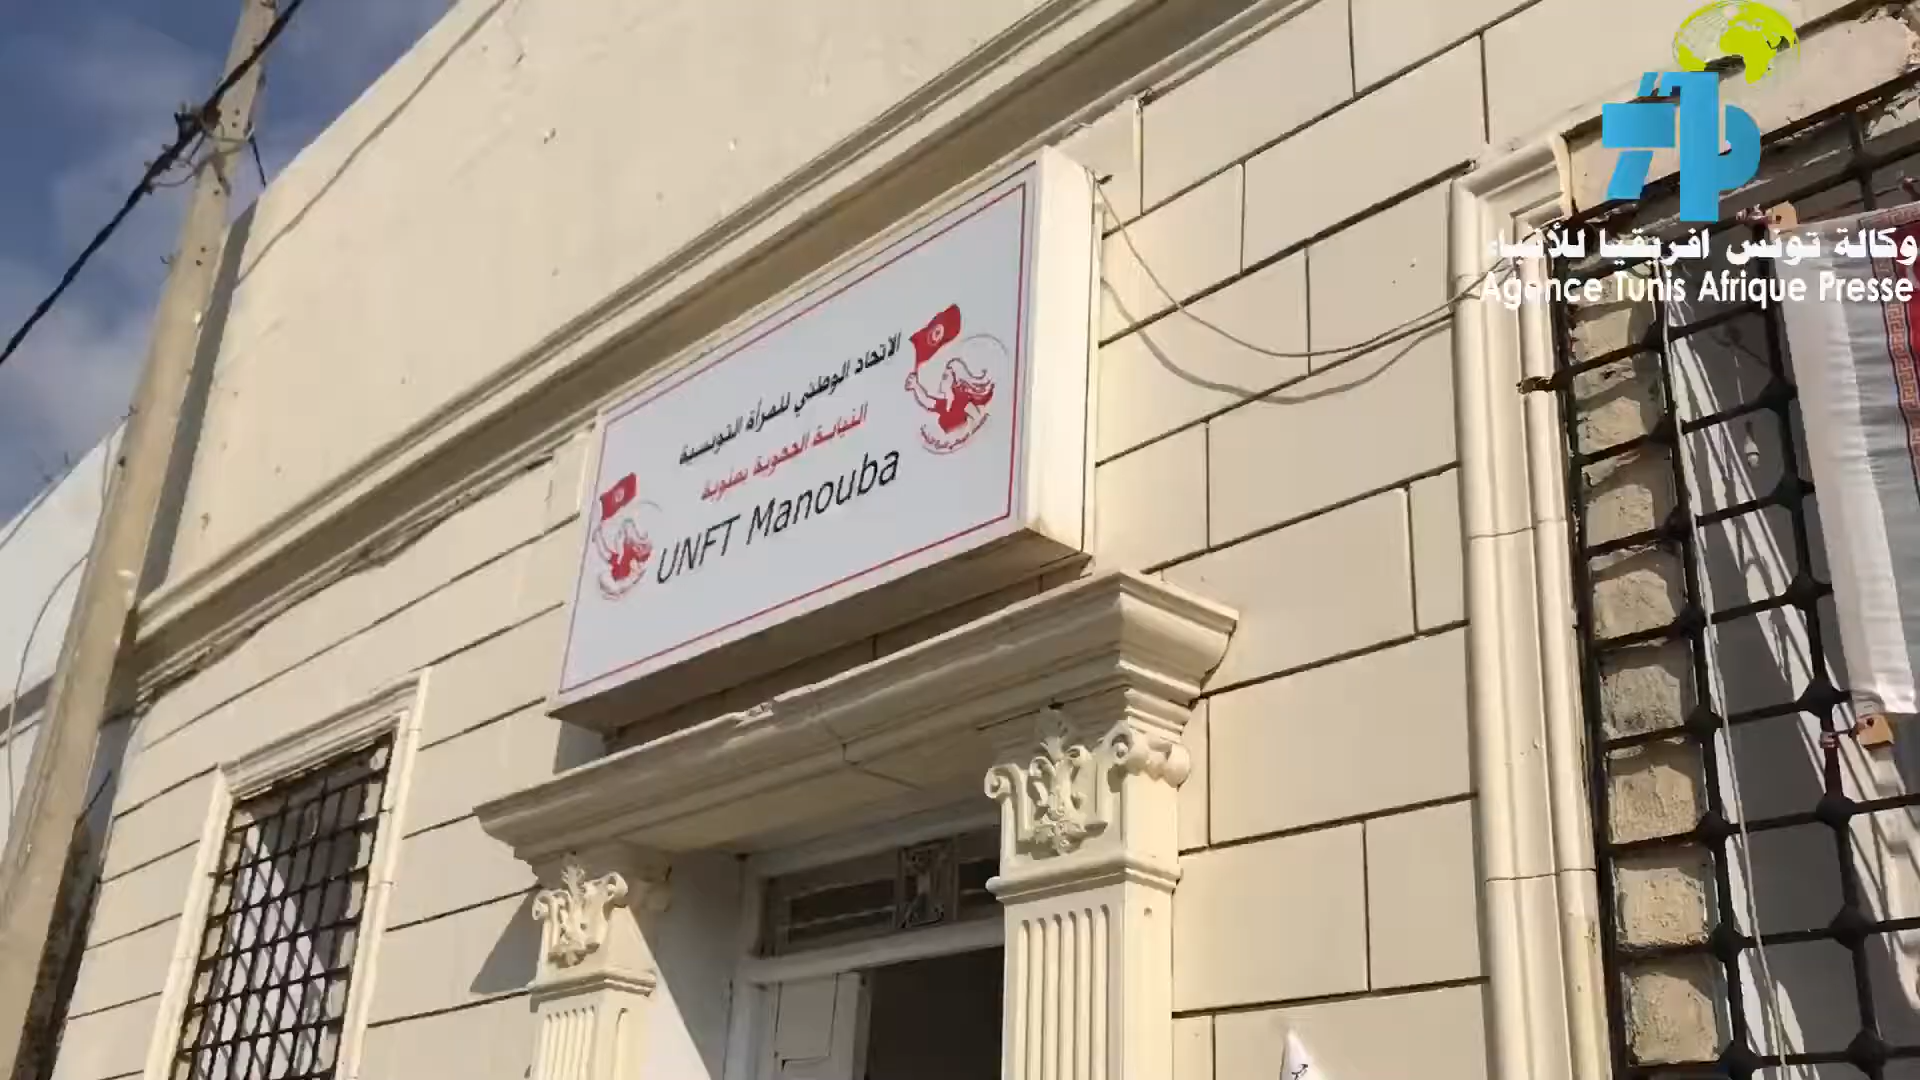 وكالة تونس افريقيا للأنباء
Agence Tunis Afrique Presse
الاتحاد الوطني للمرأة التونسية
النيابة الجهوية بمنوبة
UNFT Manouba